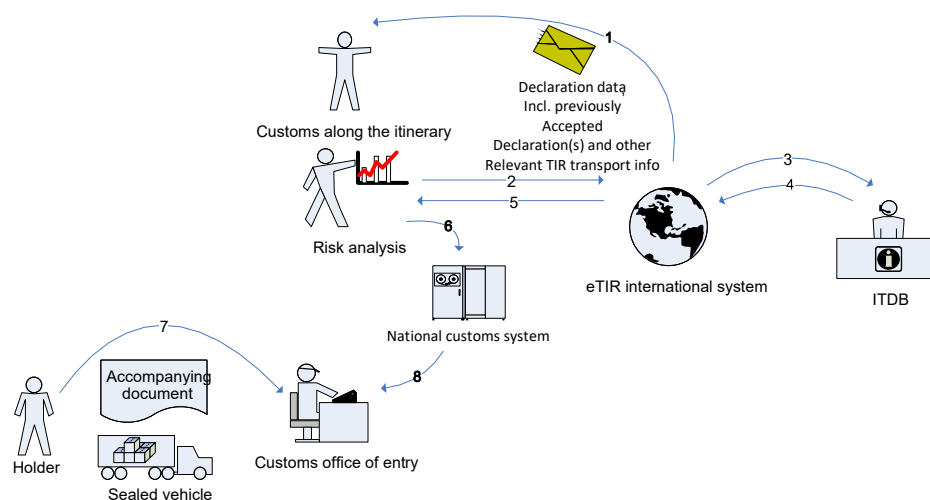 1
Declaration data
Incl. previously
Accepted
Declaration(s) and other
Relevant TIR transport info
Customs along the itinerary
2
3
4
5
Risk analysis
6
eTIR international system
i
ITDB
National customs system
7
8
Accompanying
document
Holder
Sealed vehicle
Customs office of entry